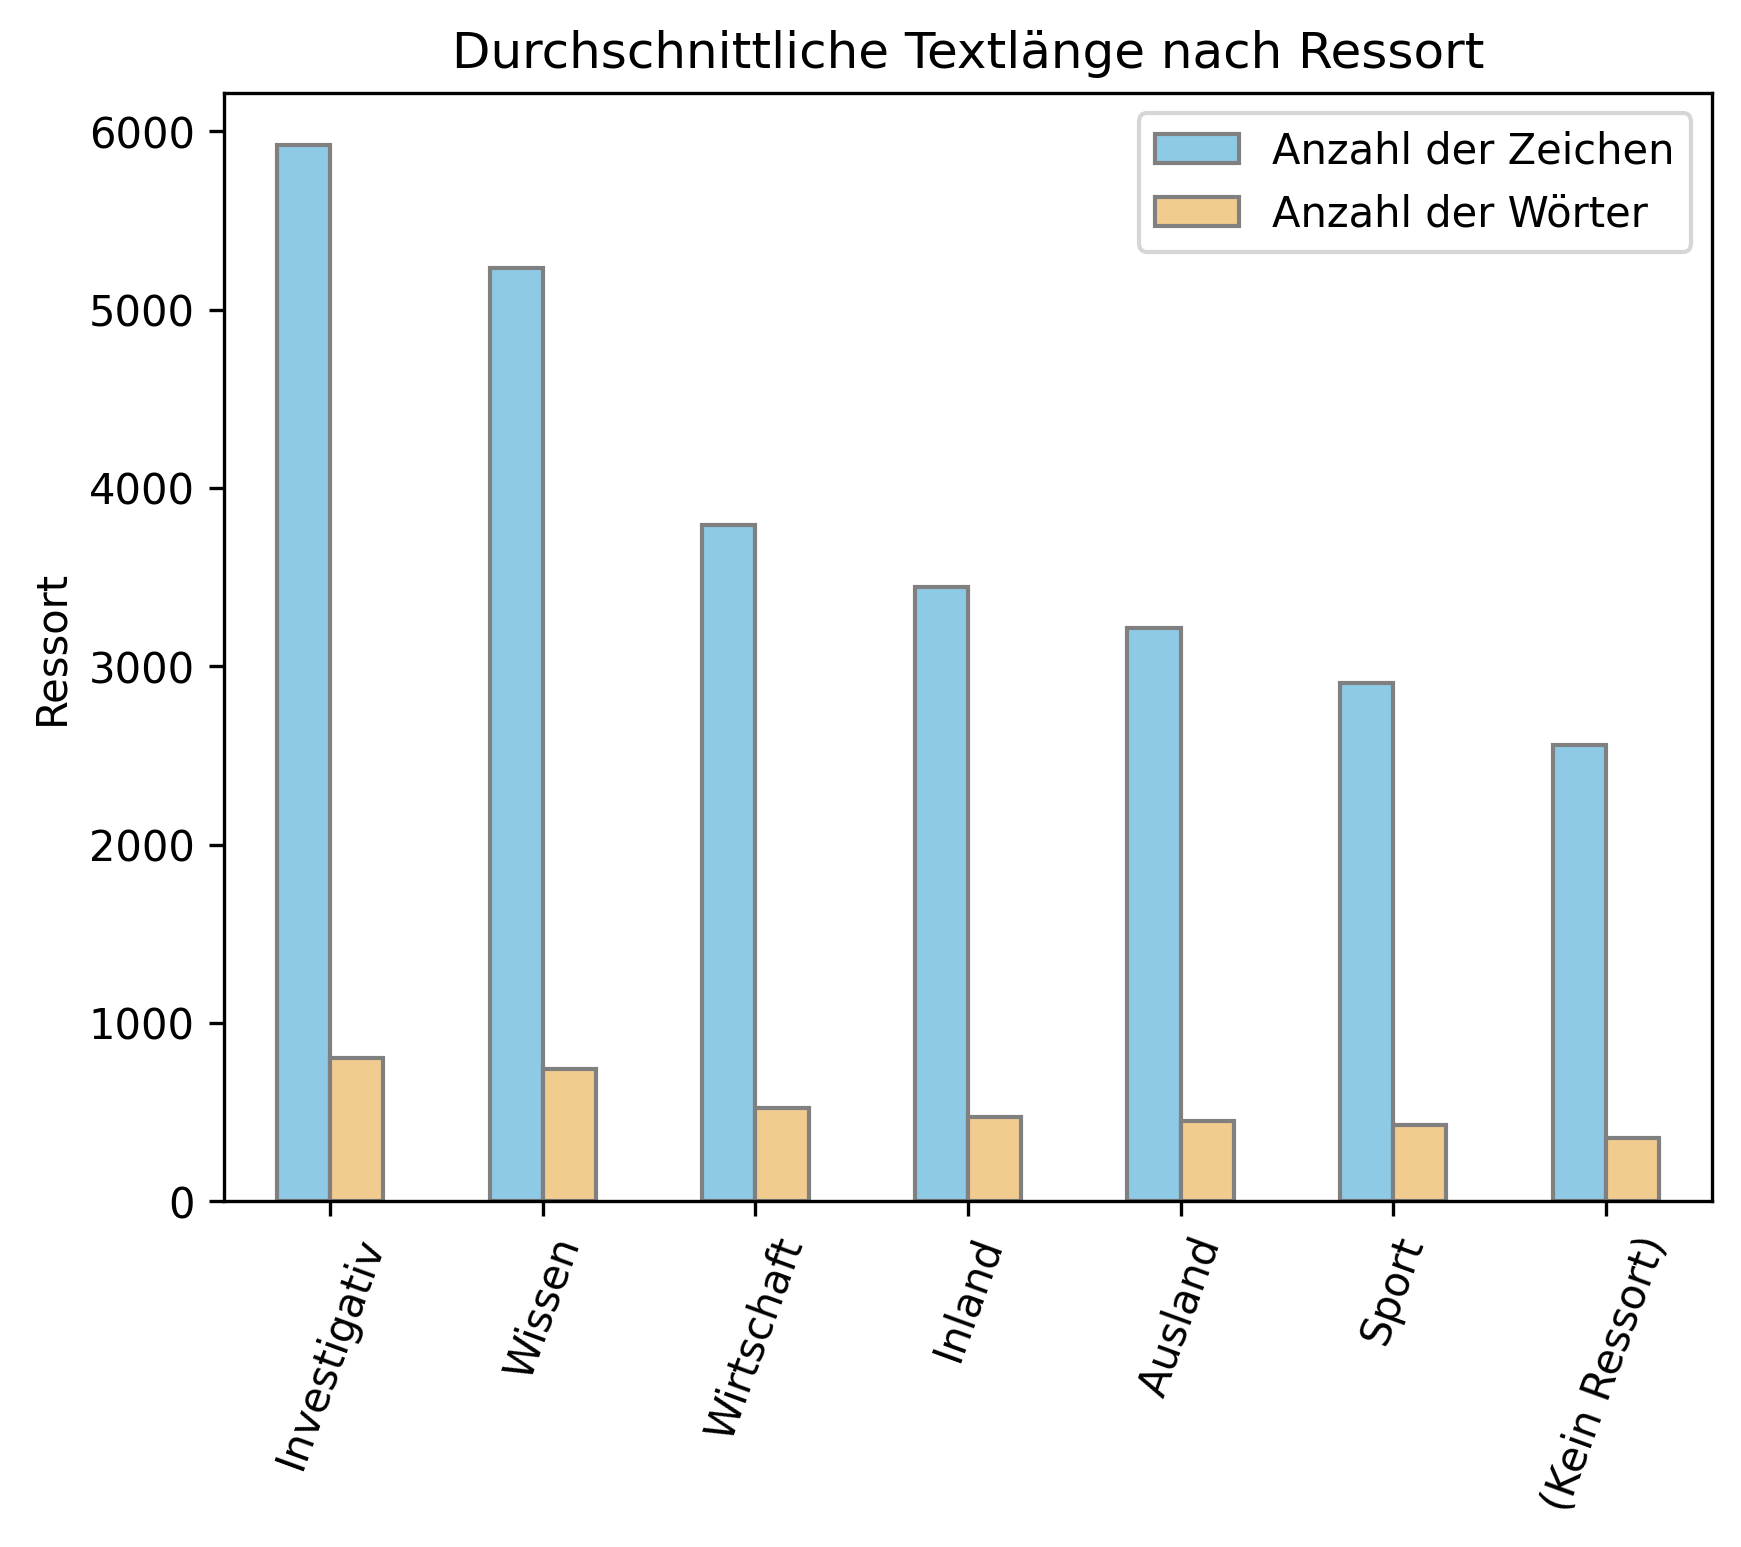 Durchschnittliche Textlänge nach Ressort
Anzahl der Zeichen
Anzahl der Wörter
Ressort
6000
5000
4000
3000
2000
1000
0
Investigativ
Wissen
Wirtschaft
Inland
Ausland
Sport
(Kein Ressort)